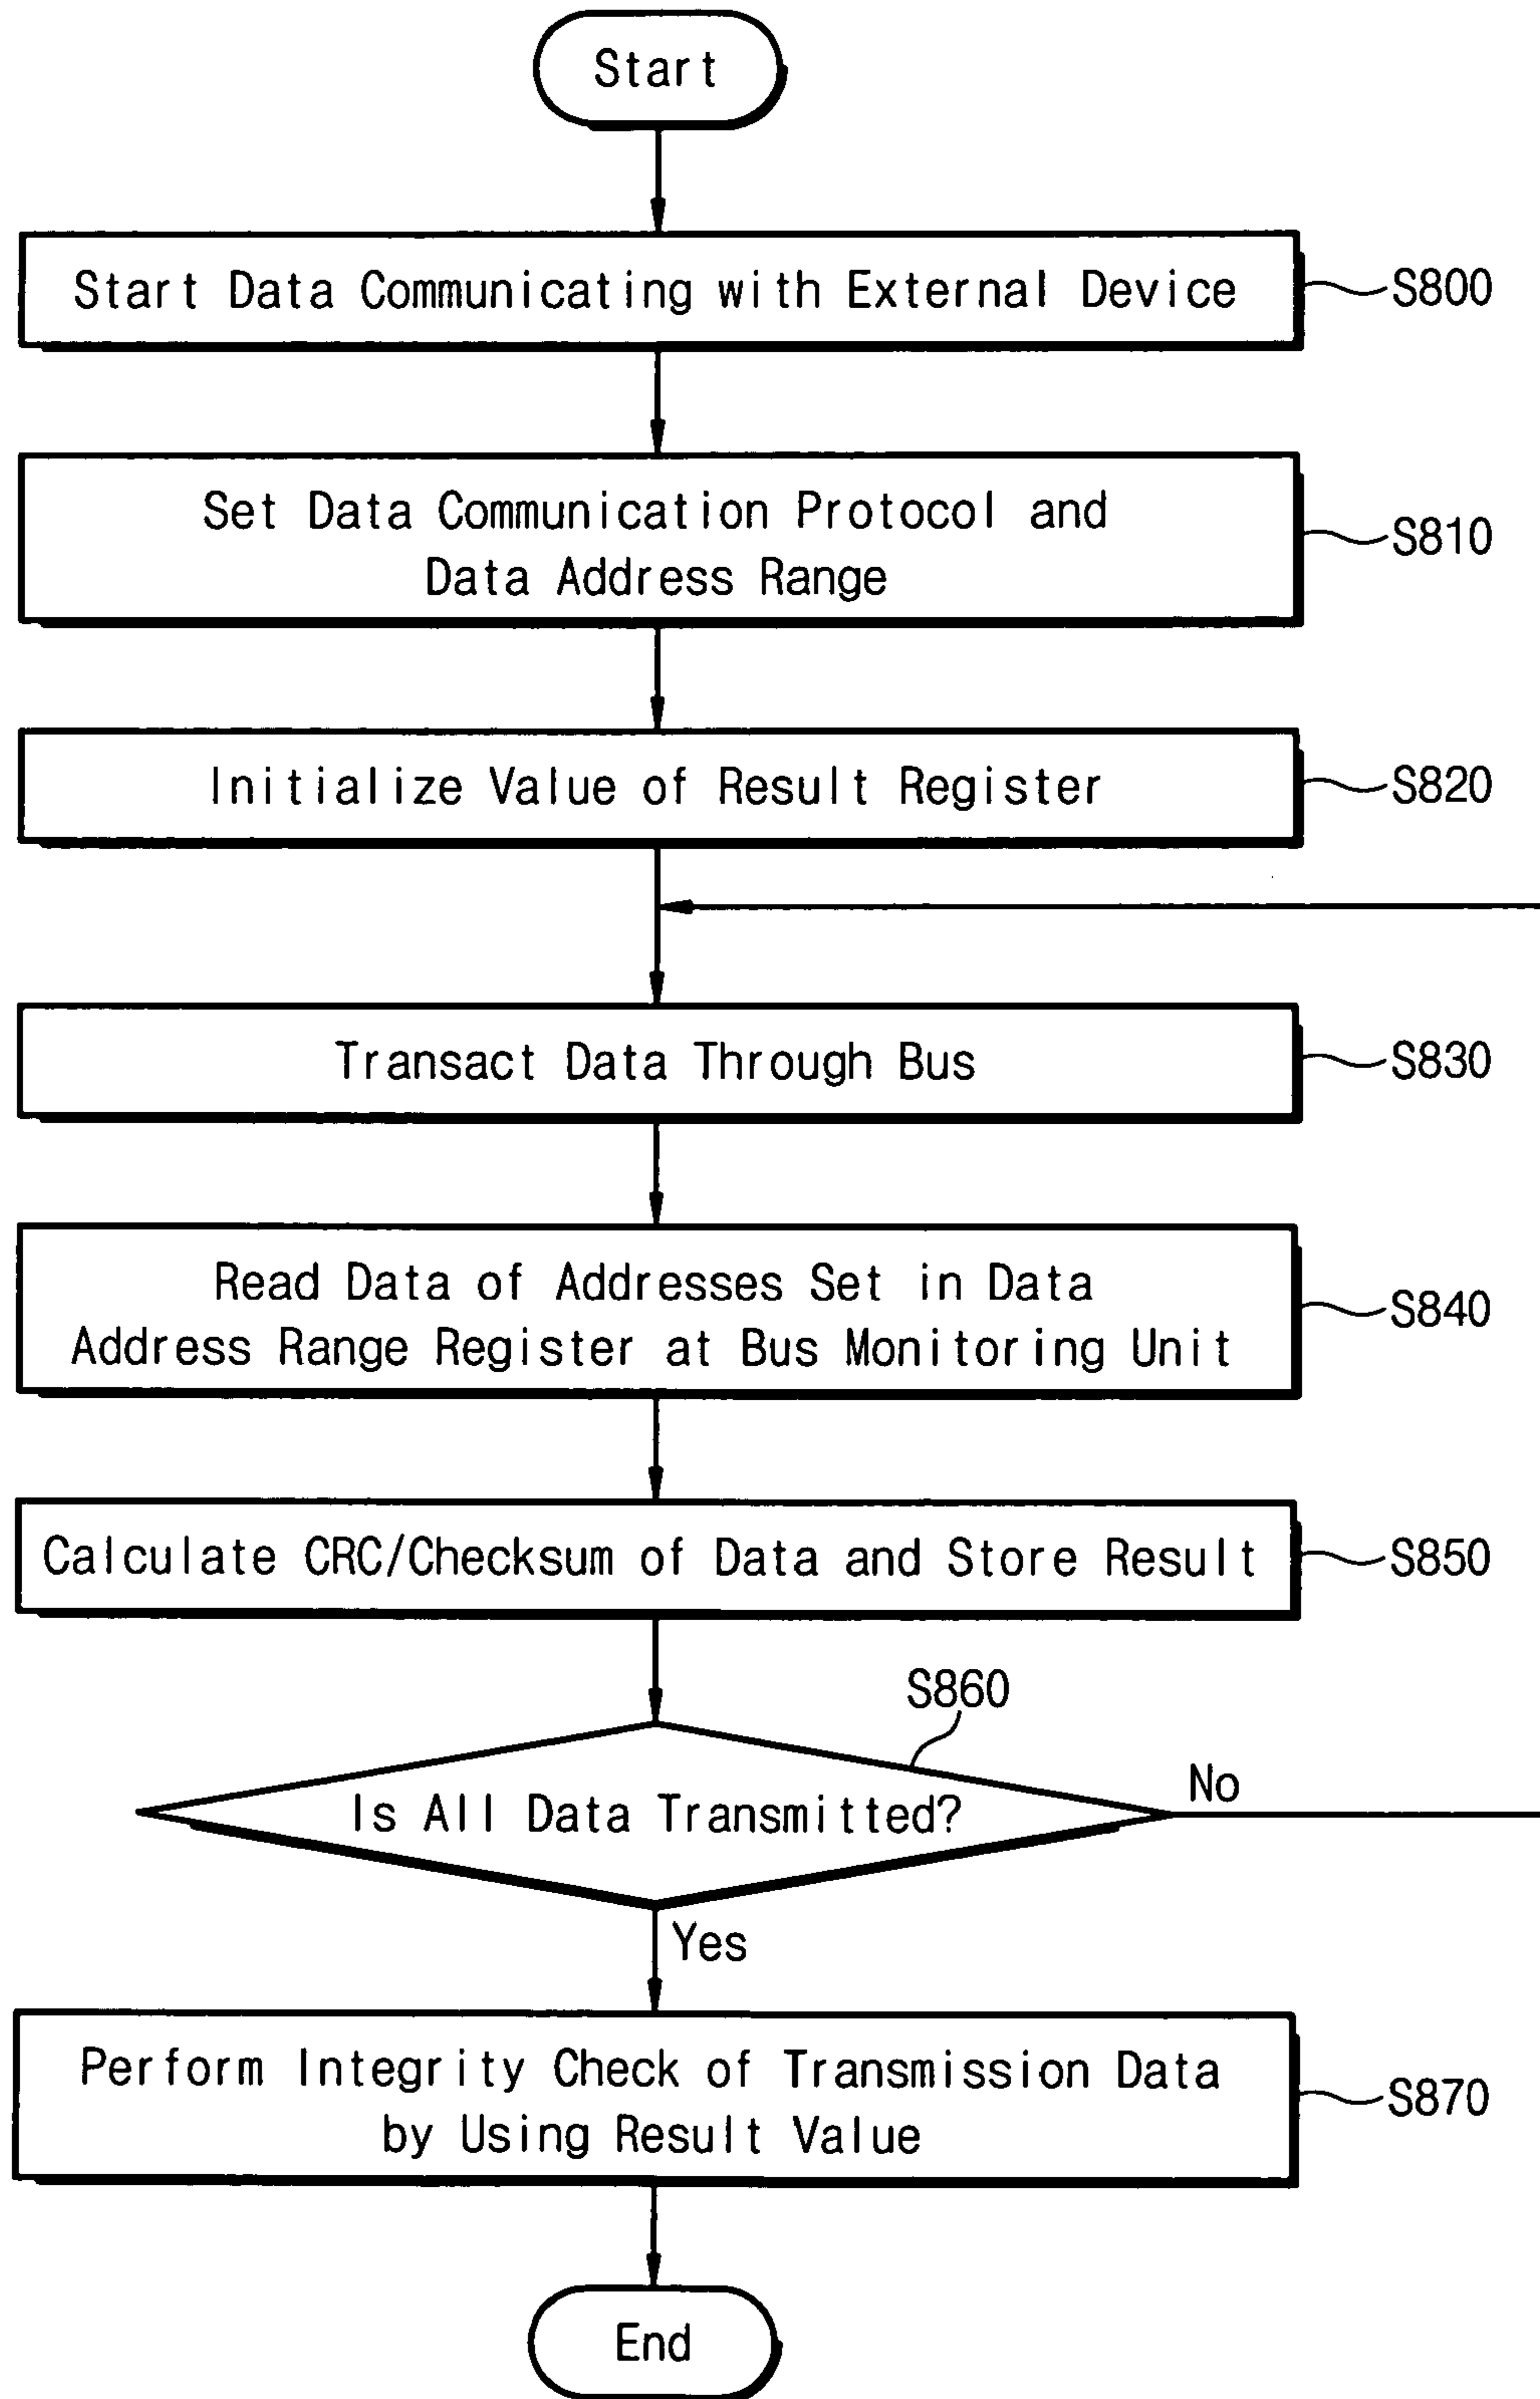 Start
Start Data Communicating with External Device
S800
Set Data Communication Protocol and
Data Address Range
S810
Initialize Value of Result Register
S820
Transact Data Through Bus
S830
Read Data of Addresses Set in Data
Address Range Register at Bus Monitoring Unit
S840
Calculate CRC/Checksum of Data and Store Result
S850
S860
Is All Data Transmitted?
No
Yes
Perform Integrity Check of Transmission Data
by Using Result Value
S870
End